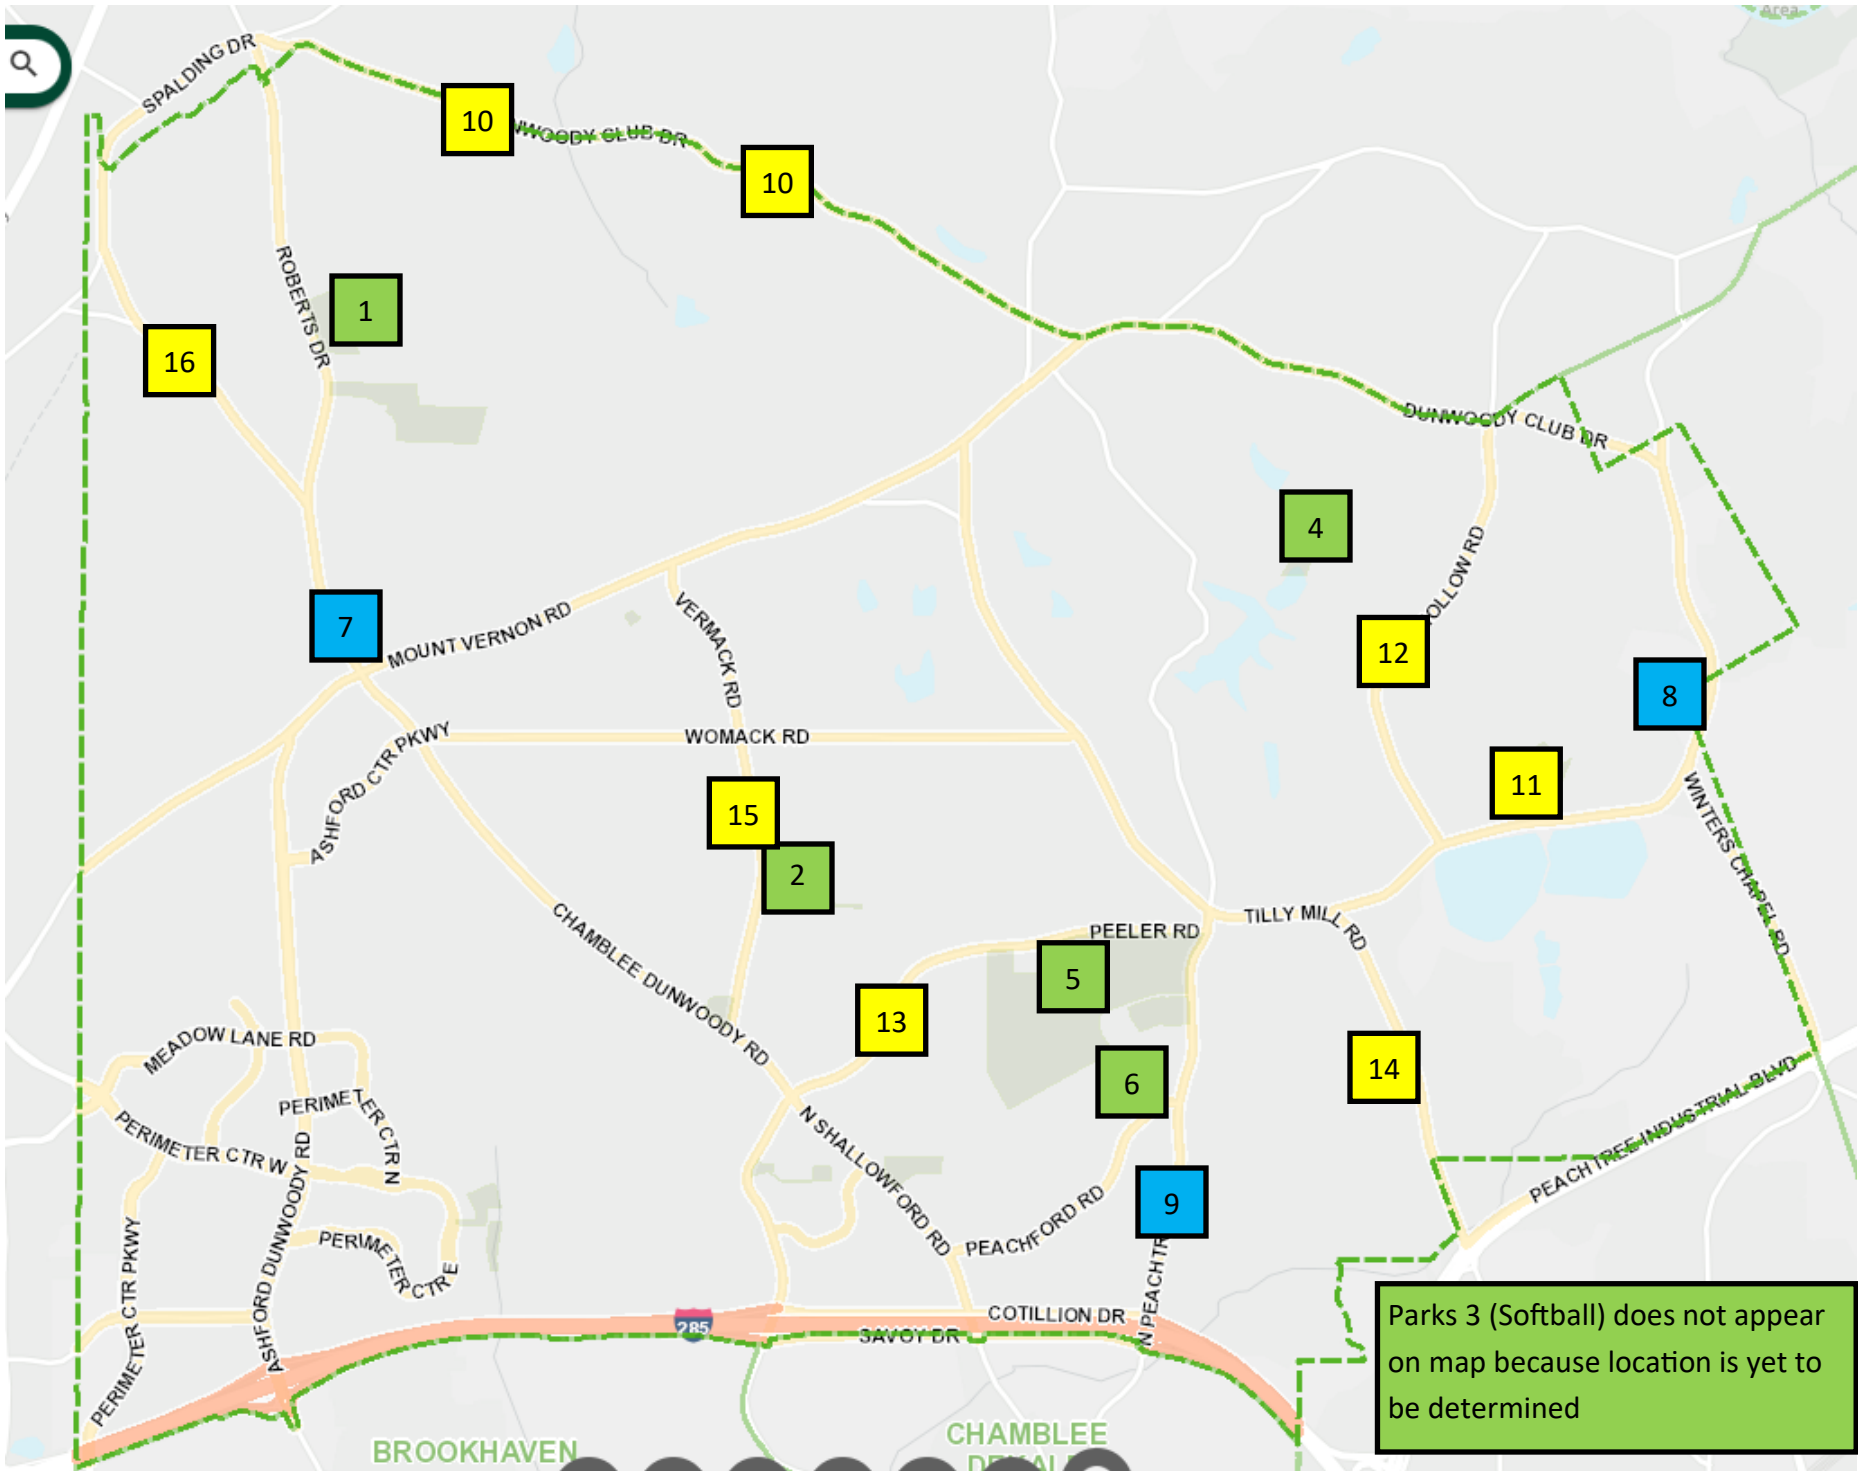 Area
SPALDING DR
10
NWOODY CLUB DR
10
ROBERTS DR
1
16
DUNWOODY CLUB DR
4
OLLOW RD
7
MOUNT VERNON RD
VERMACK RD
12
8
ASHFORD CTR PKWY
WOMACK RD
11
15
WINTERS CHAPEL RD
2
CHAMBLEE DUNWOODY RD
PEELER RD
TILLY MILL RD
5
13
MEADOW LANE RD
14
6
PERIMETER CTR N
PERIMETER CTR W
N SHALLOWFORD RD
PEACHTREE INDUSTRIAL BLVD
9
PEACHFORD RD
PERIMETER CTR E
PERIMETER CTR PKWY
ASHFORD DUNWOODY RD
N PEACHTR
COTILLION DR
285
SAVOY DR
Parks 3 (Softball) does not appear
on map because location is yet to
be determined
BROOKHAVEN
CHAMBLEE